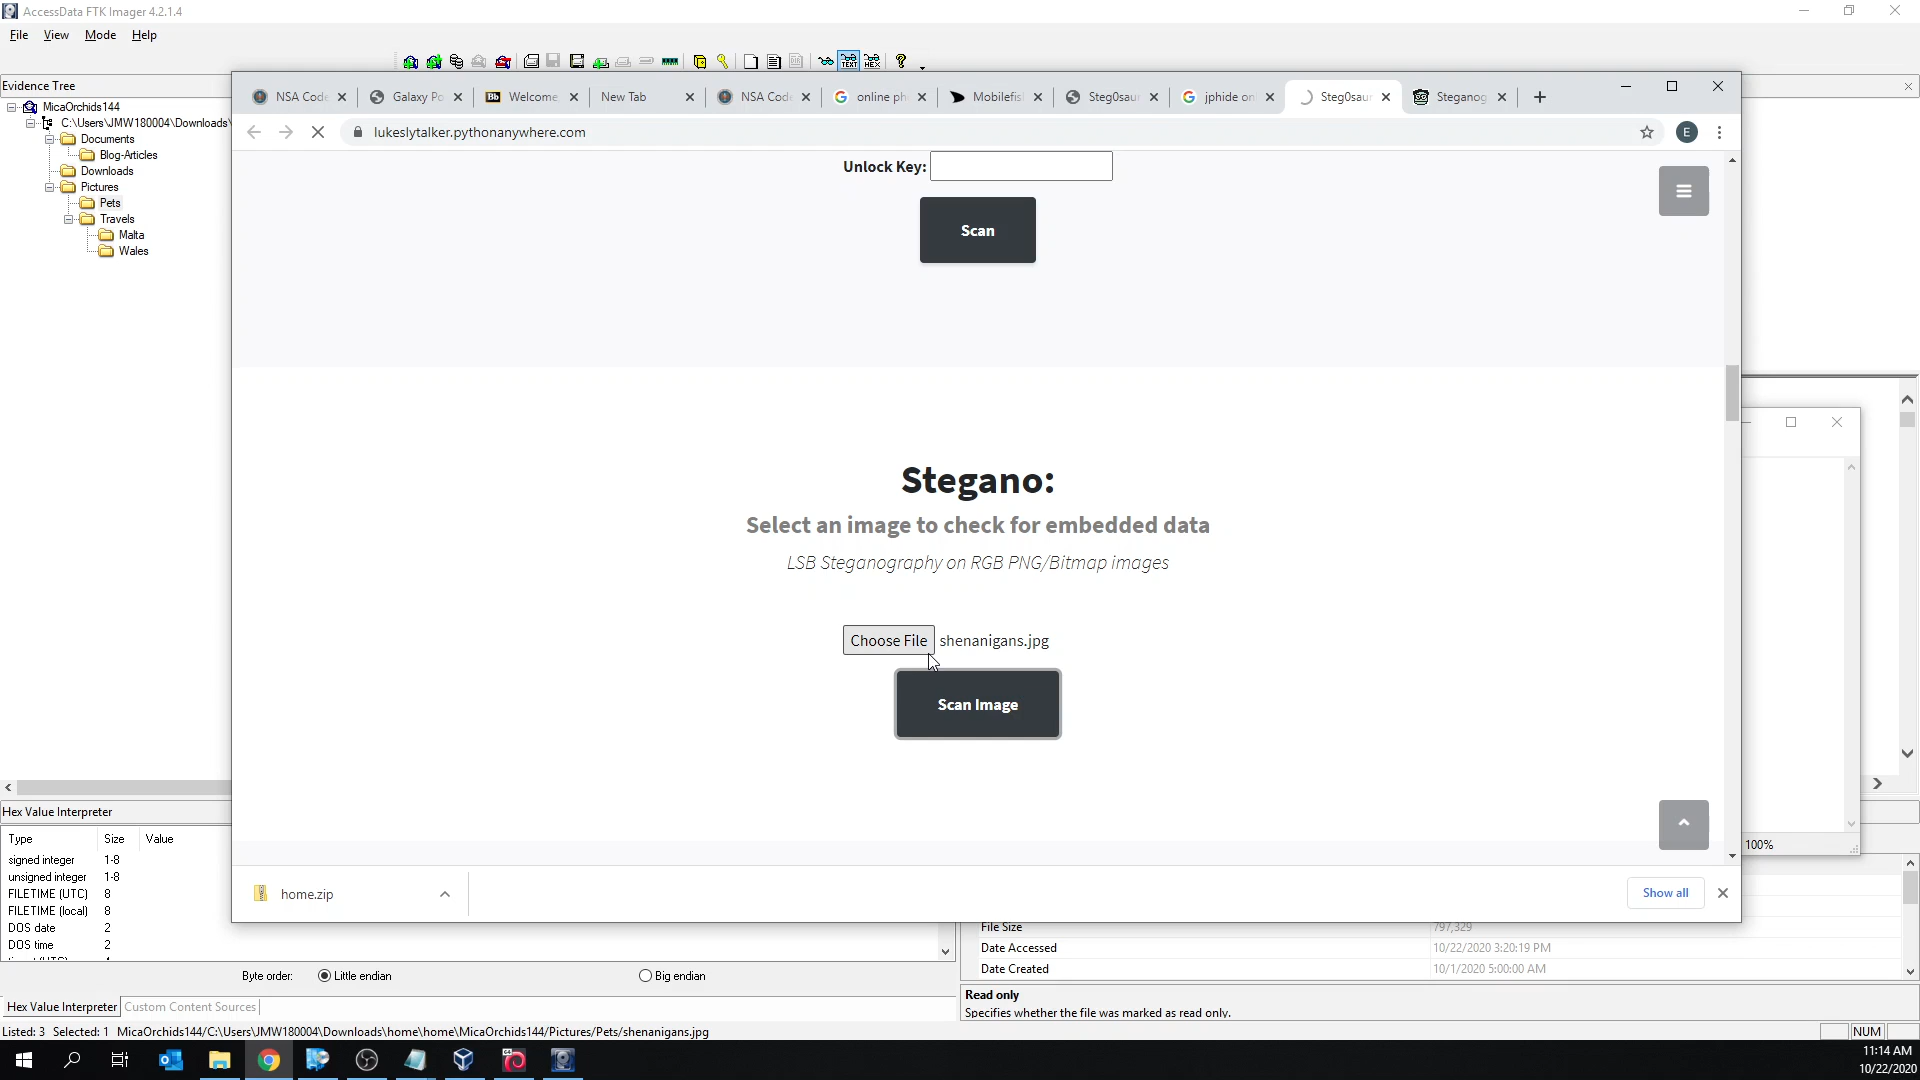 AccessData FTK Imager 4.2.1.4
File View Mode Help
Evidence Tree
MicaOrchids144
C:\Users\JMW180004\Downloads\
Documents
Blog-Articles
Downloads
Pictures
Pets
Travels
Malta
Wales
NSA Code
Galaxy Po
Bb Welcome
New Tab
NSA Code
online ph
Mobilefis
Steg0sau
jphide onl
Steg0saur
Steganog
lukeslytalker.pythonanywhere.com
E
Unlock Key:
Scan
Stegano:
Select an image to check for embedded data
LSB Steganography on RGB PNG/Bitmap images
Choose File shenanigans.jpg
Scan Image
home.zip
Show all
100%
Hex Value Interpreter
Type Size Value
signed integer 1-8
unsigned integer 1-8
FILETIME (UTC) 8
FILETIME (local) 8
DOS date 2
DOS time 2
Byte order: Little endian Big endian
Hex Value Interpreter Custom Content Sources
File Size 797,329
Date Accessed 10/22/2020 3:20:19 PM
Date Created 10/1/2020 5:00:00 AM
Read only
Specifies whether the file was marked as read only.
Listed: 3 Selected: 1 MicaOrchids144/C:\Users\JMW180004\Downloads\home\home\MicaOrchids144/Pictures/Pets/shenanigans.jpg
NUM
11:14 AM
10/22/2020